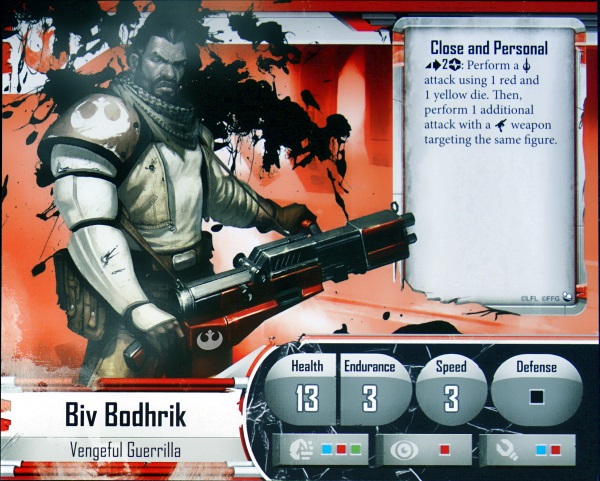 Close and Personal
2: Perform a
attack using 1 red and
1 yellow die. Then,
perform 1 additional
attack with a weapon
targeting the same figure.
©LFL ©FFG
Health
Endurance
Speed
Defense
13
3
3
Biv Bodhrik
Vengeful Guerrilla